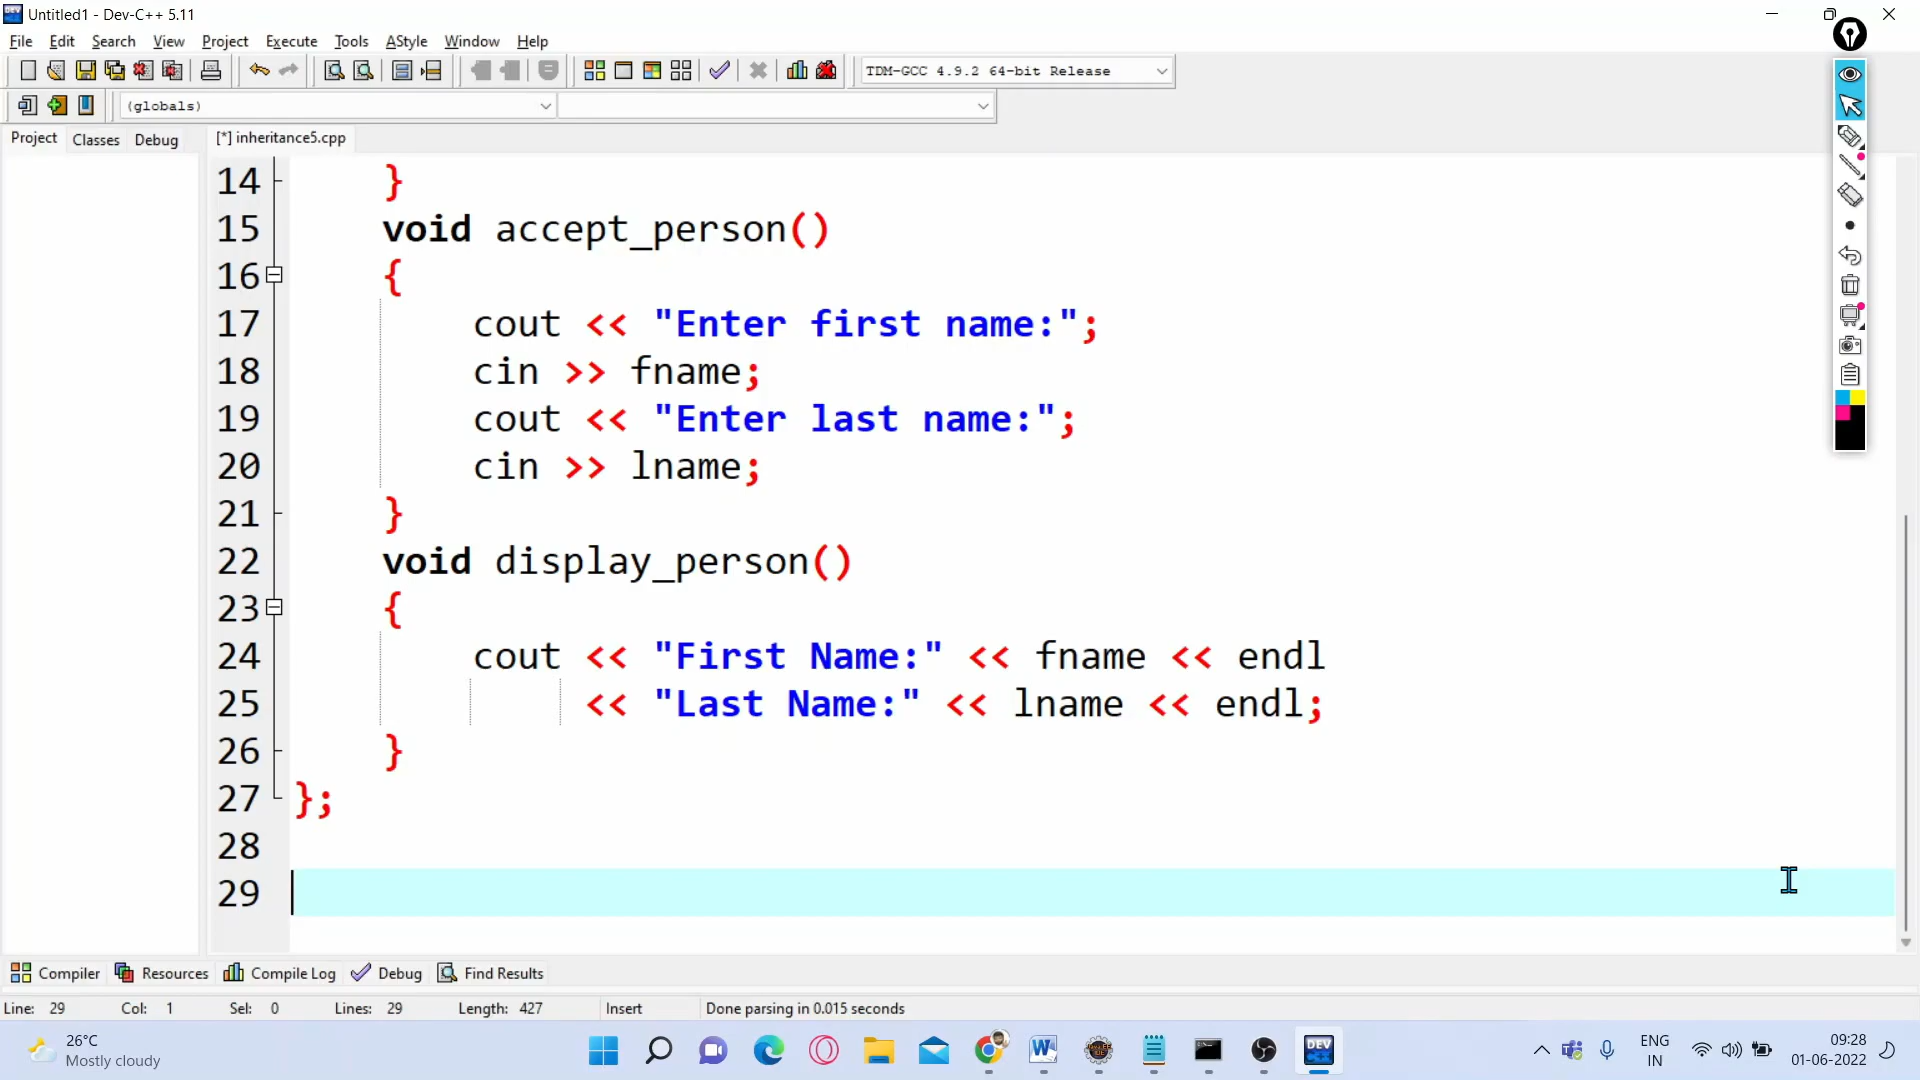 Untitled1 - Dev-C++ 5.11
File Edit Search View Project Execute Tools AStyle Window Help
TDM-GCC 4.9.2 64-bit Release
(globals)
Project Classes Debug [*] inheritance5.cpp
14 }
15 void accept_person()
16 {
17 cout << "Enter first name:";
18 cin >> fname;
19 cout << "Enter last name:";
20 cin >> lname;
21 }
22 void display_person()
23 {
24 cout << "First Name:" << fname << endl
25 << "Last Name:" << lname << endl;
26 }
27 };
28
29
Compiler Resources Compile Log Debug Find Results
Line: 29 Col: 1 Sel: 0 Lines: 29 Length: 427 Insert Done parsing in 0.015 seconds
26°C
Mostly cloudy
DEV
C++
ENG
IN
09:28
01-06-2022